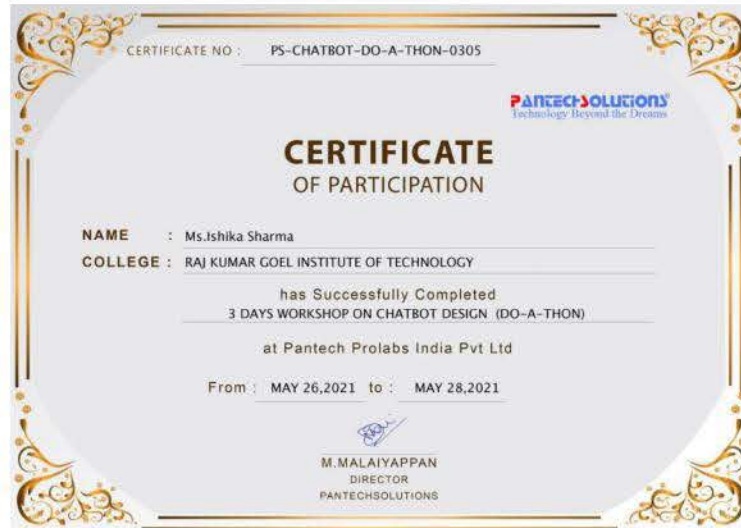 CERTIFICATE NO : PS-CHATBOT-DO-A-THON-0305
PANTECHSOLUTIONS®
Technology Beyond the Dreams
CERTIFICATE
OF PARTICIPATION
NAME : Ms.Ishika Sharma
COLLEGE : RAJ KUMAR GOEL INSTITUTE OF TECHNOLOGY
has Successfully Completed
3 DAYS WORKSHOP ON CHATBOT DESIGN (DO-A-THON)
at Pantech Prolabs India Pvt Ltd
From : MAY 26,2021 to : MAY 28,2021
M.MALAIYAPPAN
DIRECTOR
PANTECHSOLUTIONS